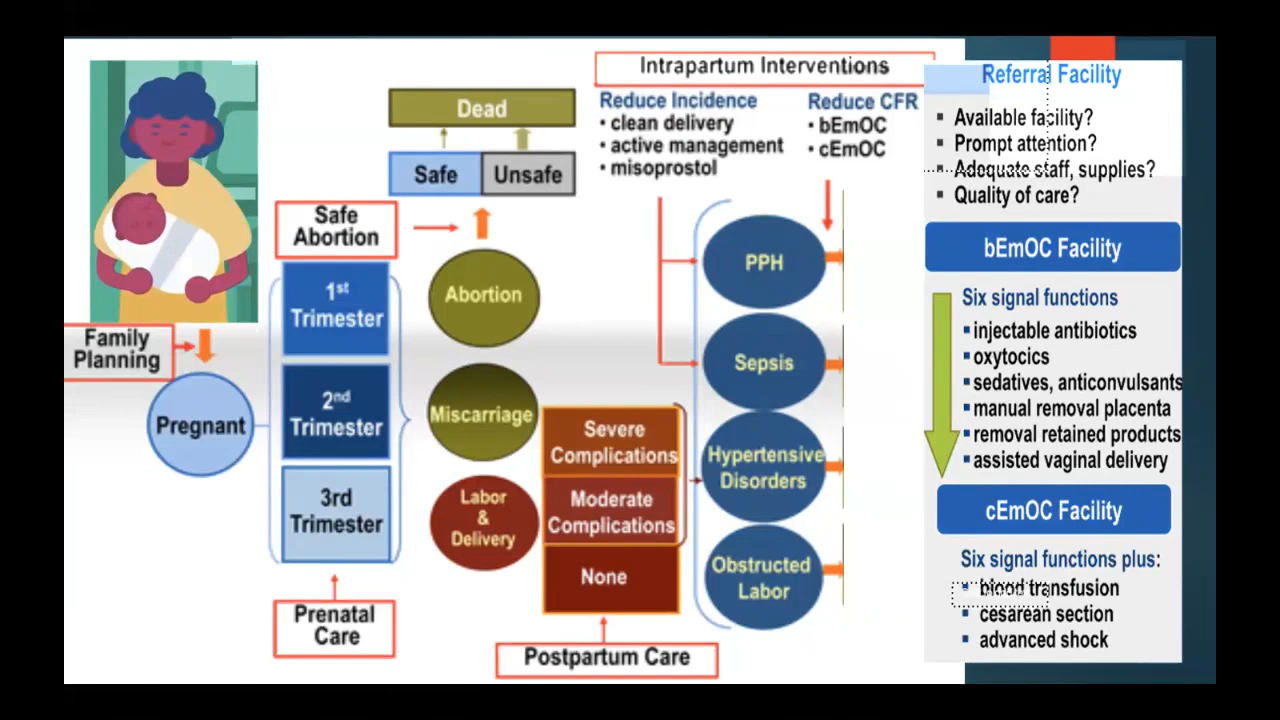 Intrapartum Interventions
Reduce Incidence
• clean delivery
• active management
• misoprostol
Reduce CFR
• bEmOC
• cEmOC
Dead
Safe
Unsafe
Safe
Abortion
1st
Trimester
2nd
Trimester
3rd
Trimester
Family
Planning
Pregnant
Prenatal
Care
Abortion
Miscarriage
Labor
&
Delivery
Severe
Complications
Moderate
Complications
None
Postpartum Care
PPH
Sepsis
Hypertensive
Disorders
Obstructed
Labor
Referral Facility
▪ Available facility?
▪ Prompt attention?
▪ Adequate staff, supplies?
▪ Quality of care?
bEmOC Facility
Six signal functions
▪ injectable antibiotics
▪ oxytocics
▪ sedatives, anticonvulsants
▪ manual removal placenta
▪ removal retained products
▪ assisted vaginal delivery
cEmOC Facility
Six signal functions plus:
▪ blood transfusion
▪ cesarean section
▪ advanced shock